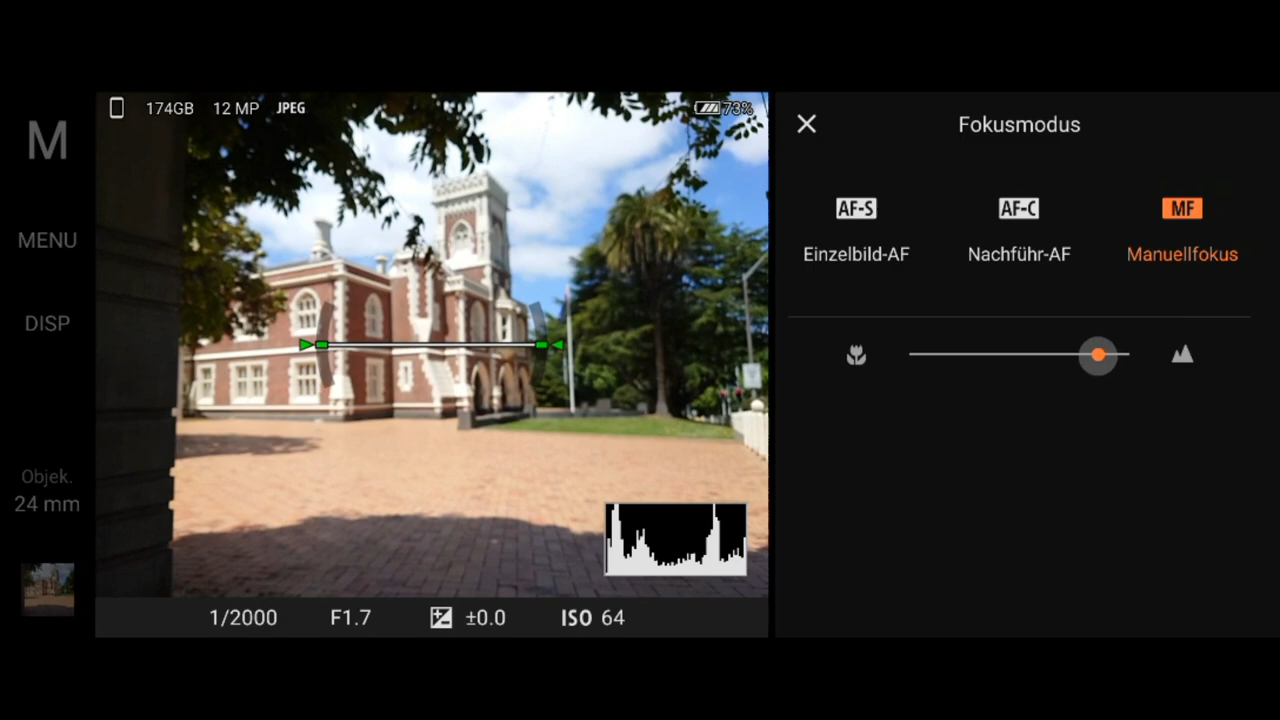 174GB 12 MP JPEG 73%
M
MENU
DISP
Objek.
24 mm
1/2000 F1.7 ±0.0 ISO 64
Fokusmodus
AF-S AF-C MF
Einzelbild-AF Nachführ-AF Manuellfokus